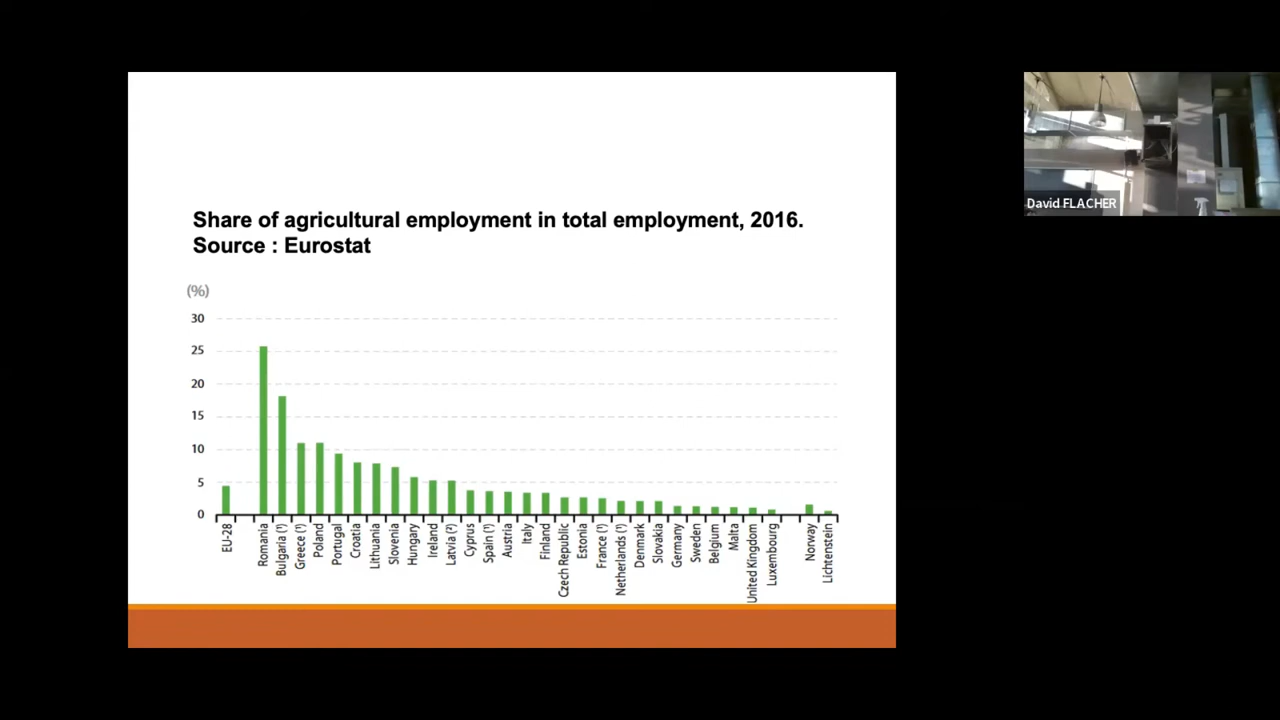 Share of agricultural employment in total employment, 2016.
Source : Eurostat
(%)
30
25
20
15
10
5
0
EU-28
Romania
Bulgaria (¹)
Greece (¹)
Poland
Portugal
Croatia
Lithuania
Slovenia
Hungary
Ireland
Latvia (²)
Cyprus
Spain (¹)
Austria
Italy
Finland
Czech Republic
Estonia
France (¹)
Netherlands (¹)
Denmark
Slovakia
Germany
Sweden
Belgium
Malta
United Kingdom
Luxembourg
Norway
Lichtenstein
David FLACHER